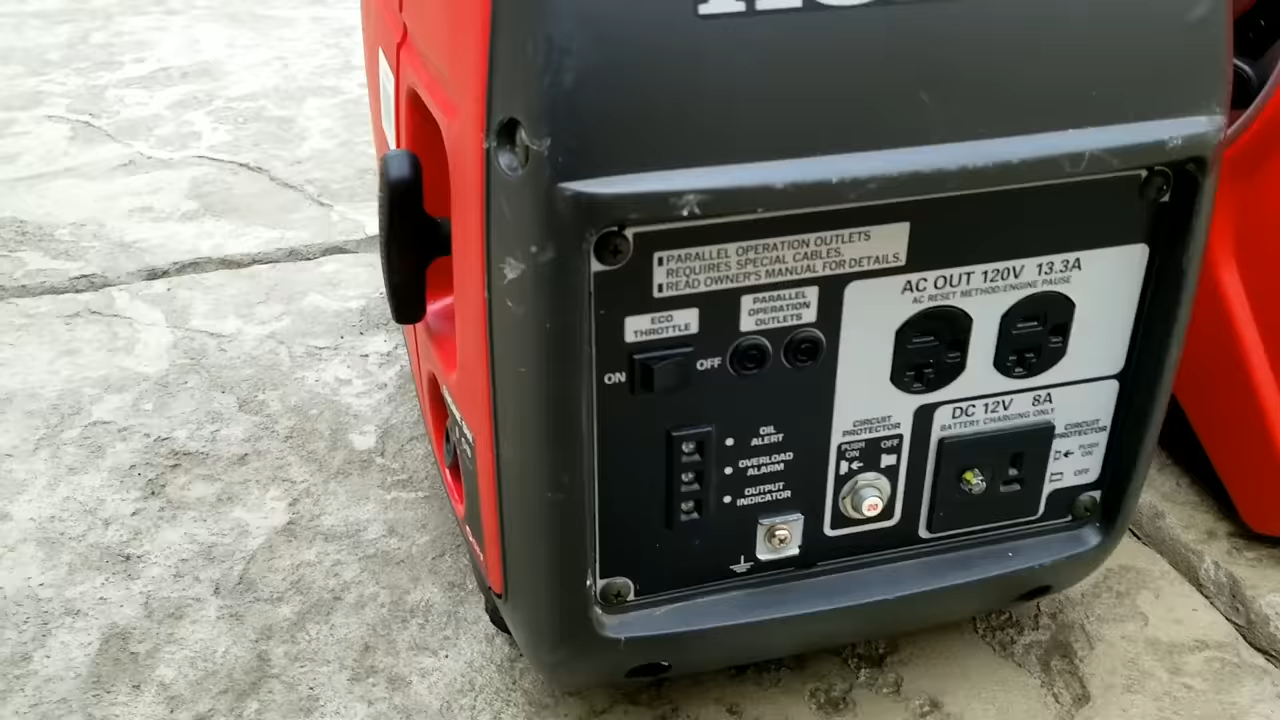 PARALLEL OPERATION OUTLETS
REQUIRES SPECIAL CABLES.
READ OWNER'S MANUAL FOR DETAILS.
ECO
THROTTLE
PARALLEL
OPERATION
OUTLETS
ON
OFF
AC OUT 120V 13.3A
AC RESET METHOD:ENGINE PAUSE
OIL
ALERT
OVERLOAD
ALARM
OUTPUT
INDICATOR
CIRCUIT
PROTECTOR
PUSH
ON
OFF
20
DC 12V 8A
BATTERY CHARGING ONLY
CIRCUIT
PROTECTOR
PUSH
ON
OFF